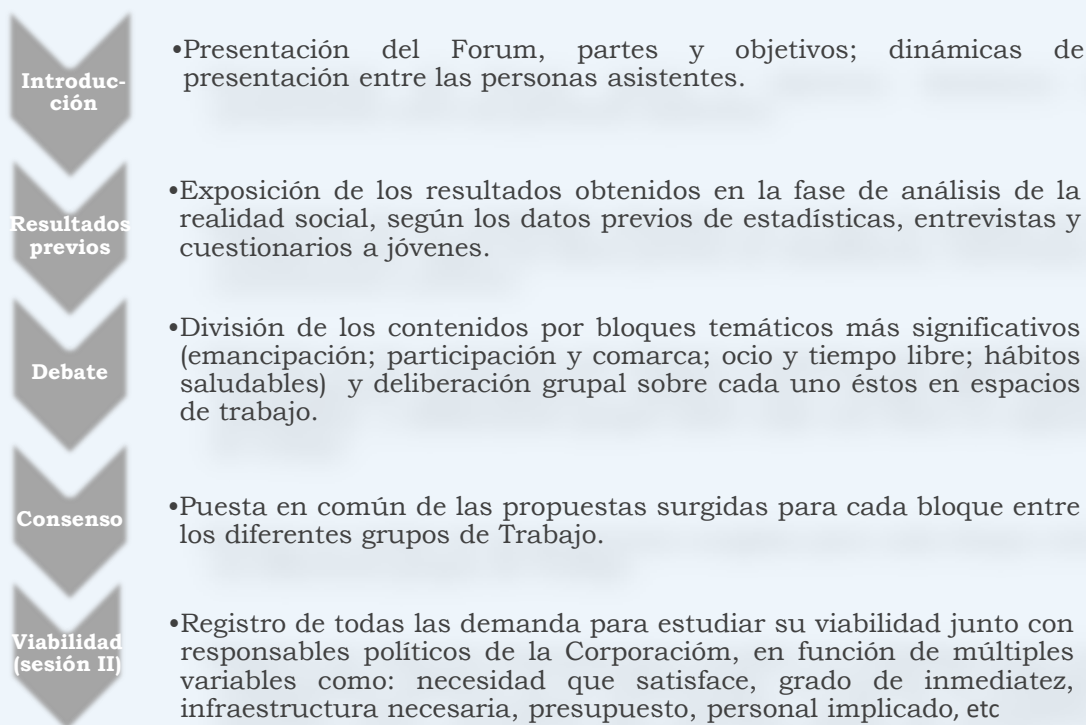 Introduc-
ción
•Presentación del Forum, partes y objetivos; dinámicas de
presentación entre las personas asistentes.
Resultados
previos
•Exposición de los resultados obtenidos en la fase de análisis de la
realidad social, según los datos previos de estadísticas, entrevistas y
cuestionarios a jóvenes.
Debate
•División de los contenidos por bloques temáticos más significativos
(emancipación; participación y comarca; ocio y tiempo libre; hábitos
saludables) y deliberación grupal sobre cada uno éstos en espacios
de trabajo.
Consenso
•Puesta en común de las propuestas surgidas para cada bloque entre
los diferentes grupos de Trabajo.
Viabilidad
(sesión II)
•Registro de todas las demanda para estudiar su viabilidad junto con
responsables políticos de la Corporacióm, en función de múltiples
variables como: necesidad que satisface, grado de inmediatez,
infraestructura necesaria, presupuesto, personal implicado, etc